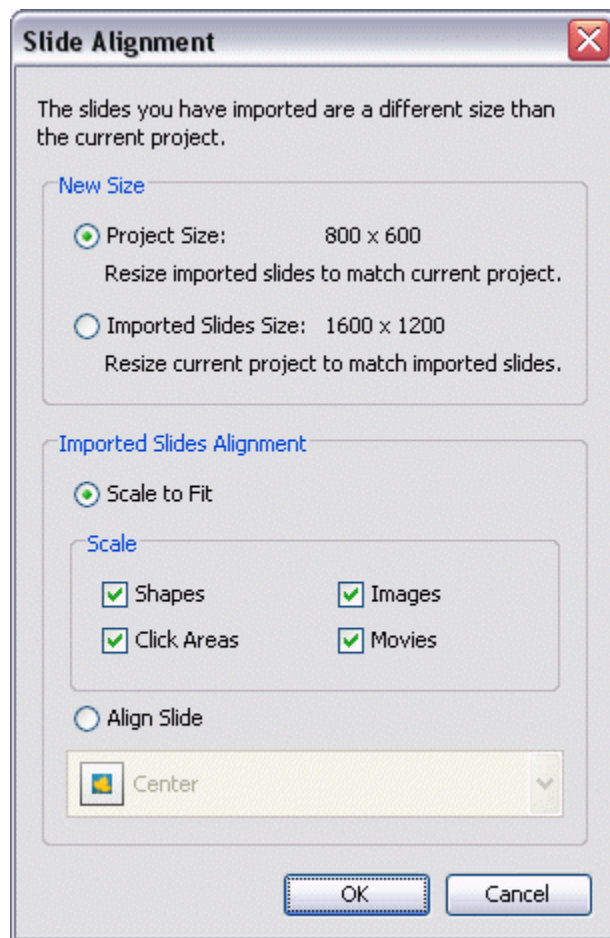 Slide Alignment
The slides you have imported are a different size than
the current project.
New Size
Project Size: 800 x 600
Resize imported slides to match current project.
Imported Slides Size: 1600 x 1200
Resize current project to match imported slides.
Imported Slides Alignment
Scale to Fit
Scale
Shapes Images
Click Areas Movies
Align Slide
Center
OK Cancel